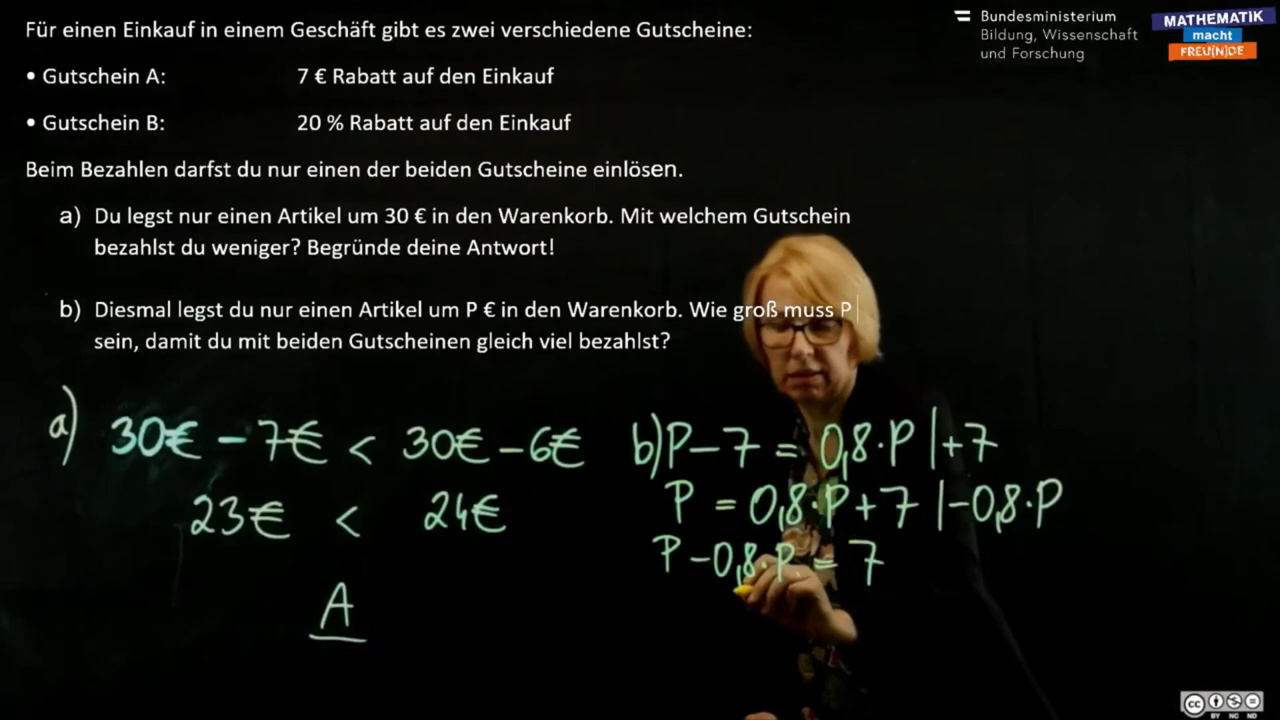 Für einen Einkauf in einem Geschäft gibt es zwei verschiedene Gutscheine:
• Gutschein A: 7 € Rabatt auf den Einkauf
• Gutschein B: 20 % Rabatt auf den Einkauf
Beim Bezahlen darfst du nur einen der beiden Gutscheine einlösen.
a) Du legst nur einen Artikel um 30 € in den Warenkorb. Mit welchem Gutschein
bezahlst du weniger? Begründe deine Antwort!
b) Diesmal legst du nur einen Artikel um P € in den Warenkorb. Wie groß muss P
sein, damit du mit beiden Gutscheinen gleich viel bezahlst?
Bundesministerium
Bildung, Wissenschaft
und Forschung
MATHEMATIK
macht
FREU(N)DE
a) 30€ – 7€ < 30€ – 6€
23€ < 24€
A
b) P – 7 = 0,8·P |+7
P = 0,8·P + 7 |–0,8·P
P – 0,8·P = 7
cc
BY NC ND